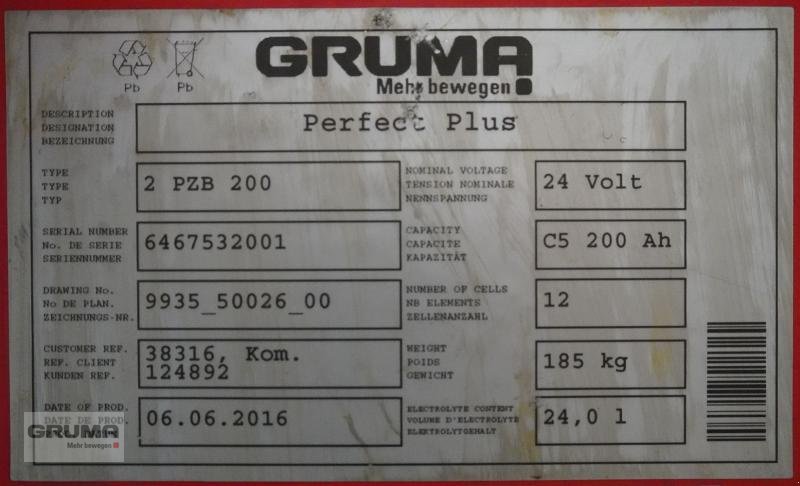 GRUMA
Mehr bewegen
Pb Pb
DESCRIPTION
DESIGNATION
BEZEICHNUNG
Perfect Plus
TYPE
TYPE
TYP
2 PZB 200
NOMINAL VOLTAGE
TENSION NOMINALE
NENNSPANNUNG
24 Volt
SERIAL NUMBER
No. DE SERIE
SERIENNUMMER
6467532001
CAPACITY
CAPACITE
KAPAZITÄT
C5 200 Ah
DRAWING No.
No DE PLAN.
ZEICHNUNGS-NR.
9935_50026_00
NUMBER OF CELLS
NB ELEMENTS
ZELLENANZAHL
12
CUSTOMER REF.
REF. CLIENT
KUNDEN REF.
38316, Kom.
124892
WEIGHT
POIDS
GEWICHT
185 kg
DATE OF PROD.
DATE DE PROD.
06.06.2016
ELECTROLYTE CONTENT
VOLUME D'ELECTROLYTE
ELEKTROLYTGEHALT
24,0 l
GRUMA
Mehr bewegen